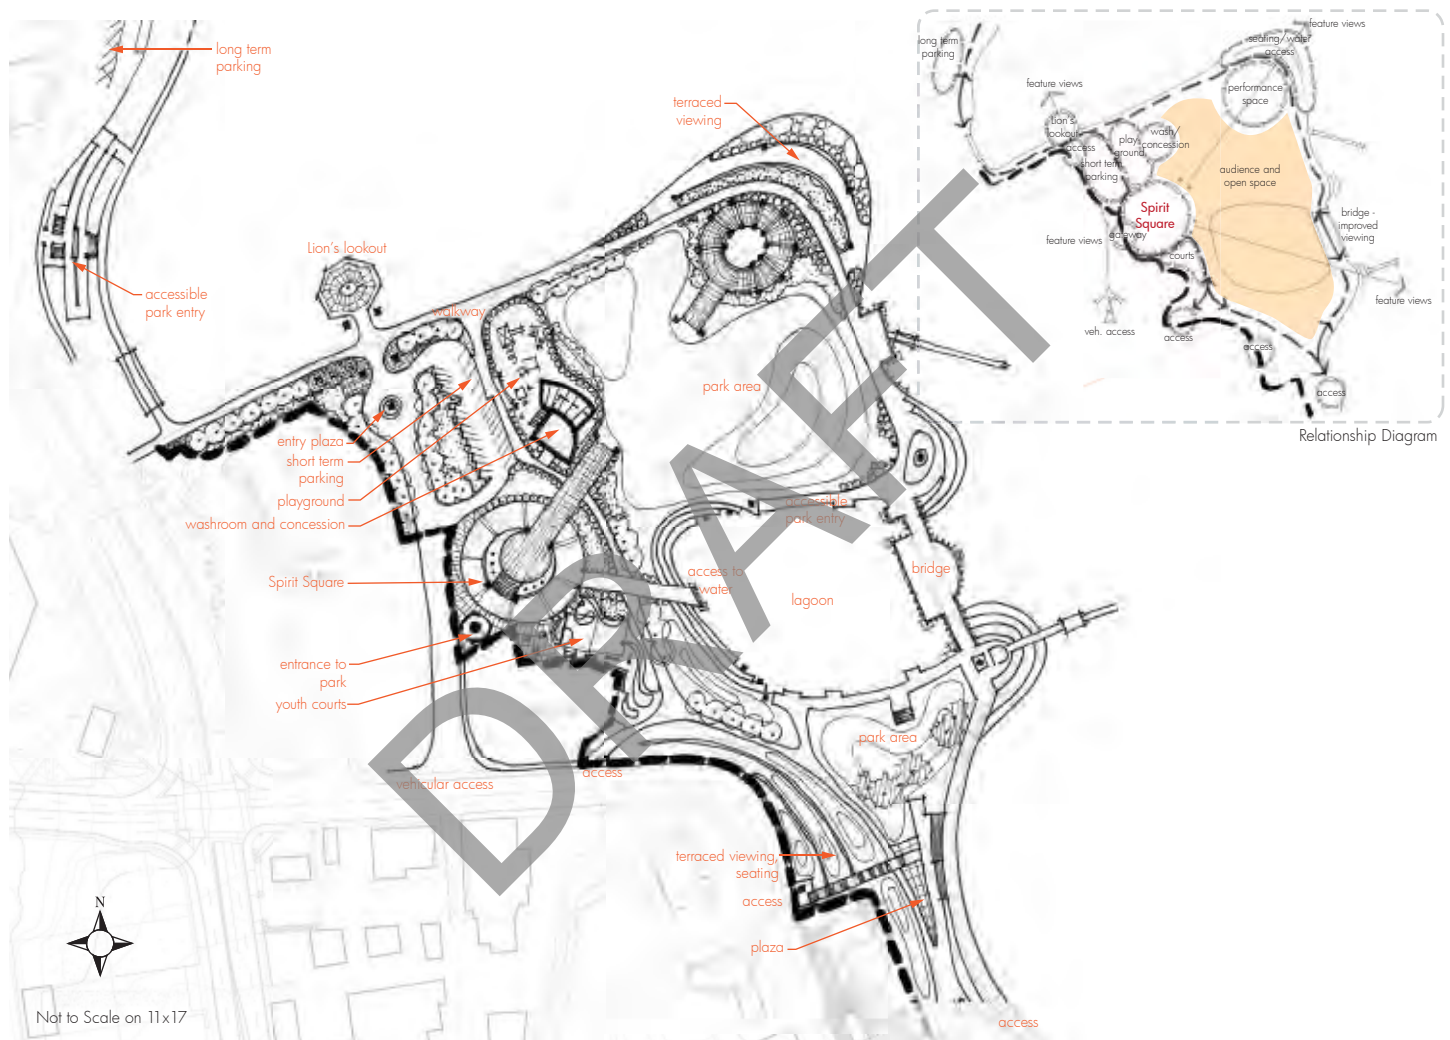 long term
parking
accessible
park entry
Lion's lookout
walkway
terraced
viewing
park area
entry plaza
short term
parking
playground
washroom and concession
Spirit Square
entrance to
park
youth courts
vehicular access
access
accessible
park entry
access to
water
lagoon
bridge
park area
terraced viewing,
seating
access
plaza
access
N
Not to Scale on 11x17
DRAFT
long term
parking
feature views
seating/water
access
feature views
performance
space
Lion's
lookout
access
play-
ground
wash/
concession
short term
parking
audience and
open space
Spirit
Square
gateway
feature views
courts
bridge -
improved
viewing
feature views
veh. access
access
access
access
Relationship Diagram